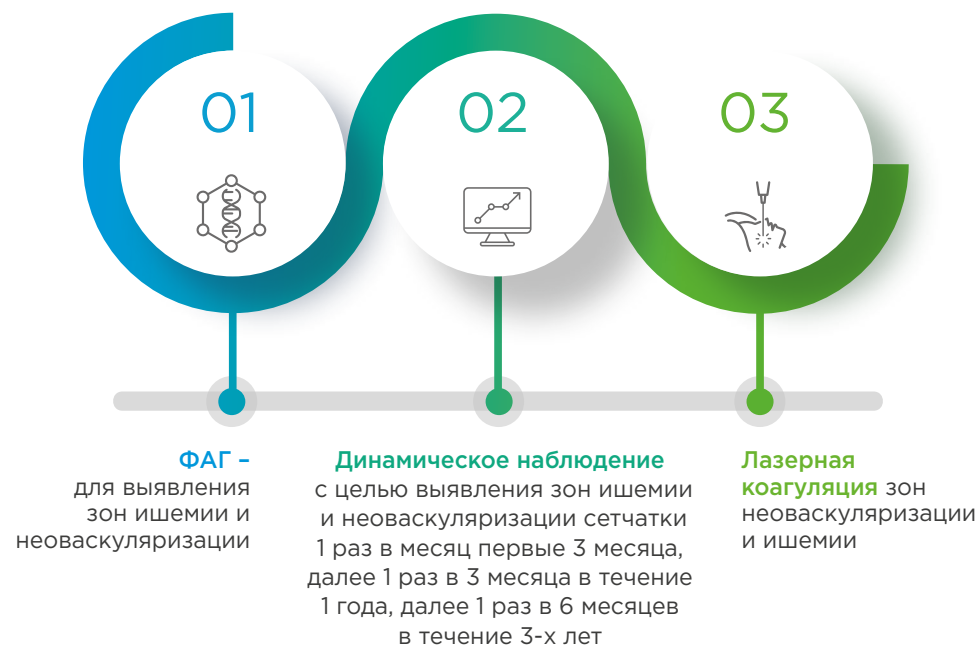 01
02
03
ФАГ –
для выявления
зон ишемии и
неоваскуляризации
Динамическое наблюдение
с целью выявления зон ишемии
и неоваскуляризации сетчатки
1 раз в месяц первые 3 месяца,
далее 1 раз в 3 месяца в течение
1 года, далее 1 раз в 6 месяцев
в течение 3-х лет
Лазерная
коагуляция зон
неоваскуляризации
и ишемии